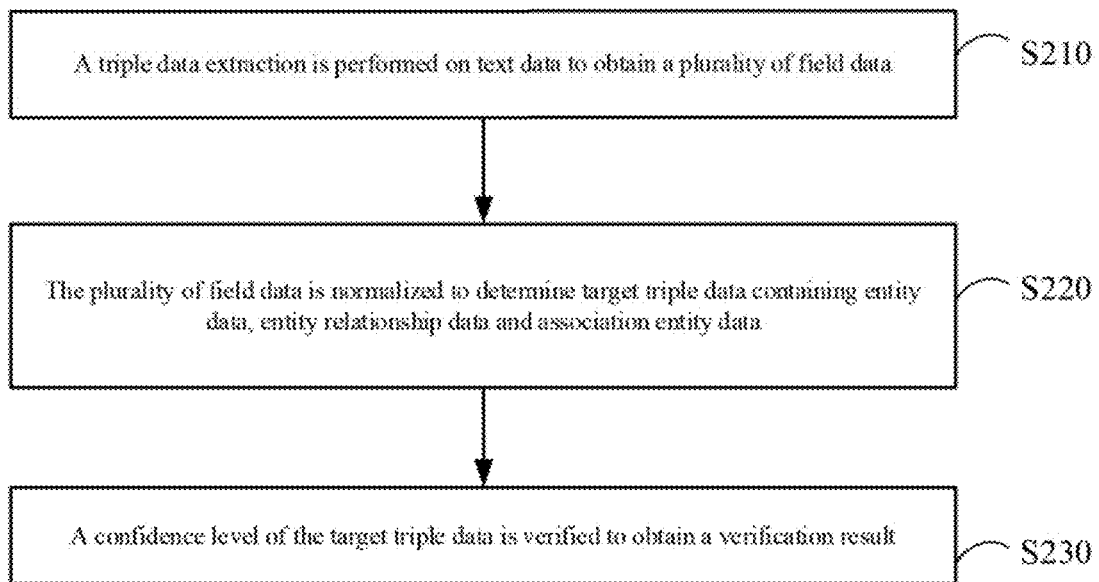 A triple data extraction is performed on text data to obtain a plurality of field data
S210
The plurality of field data is normalized to determine target triple data containing entity
data, entity relationship data and association entity data
S220
A confidence level of the target triple data is verified to obtain a verification result
S230